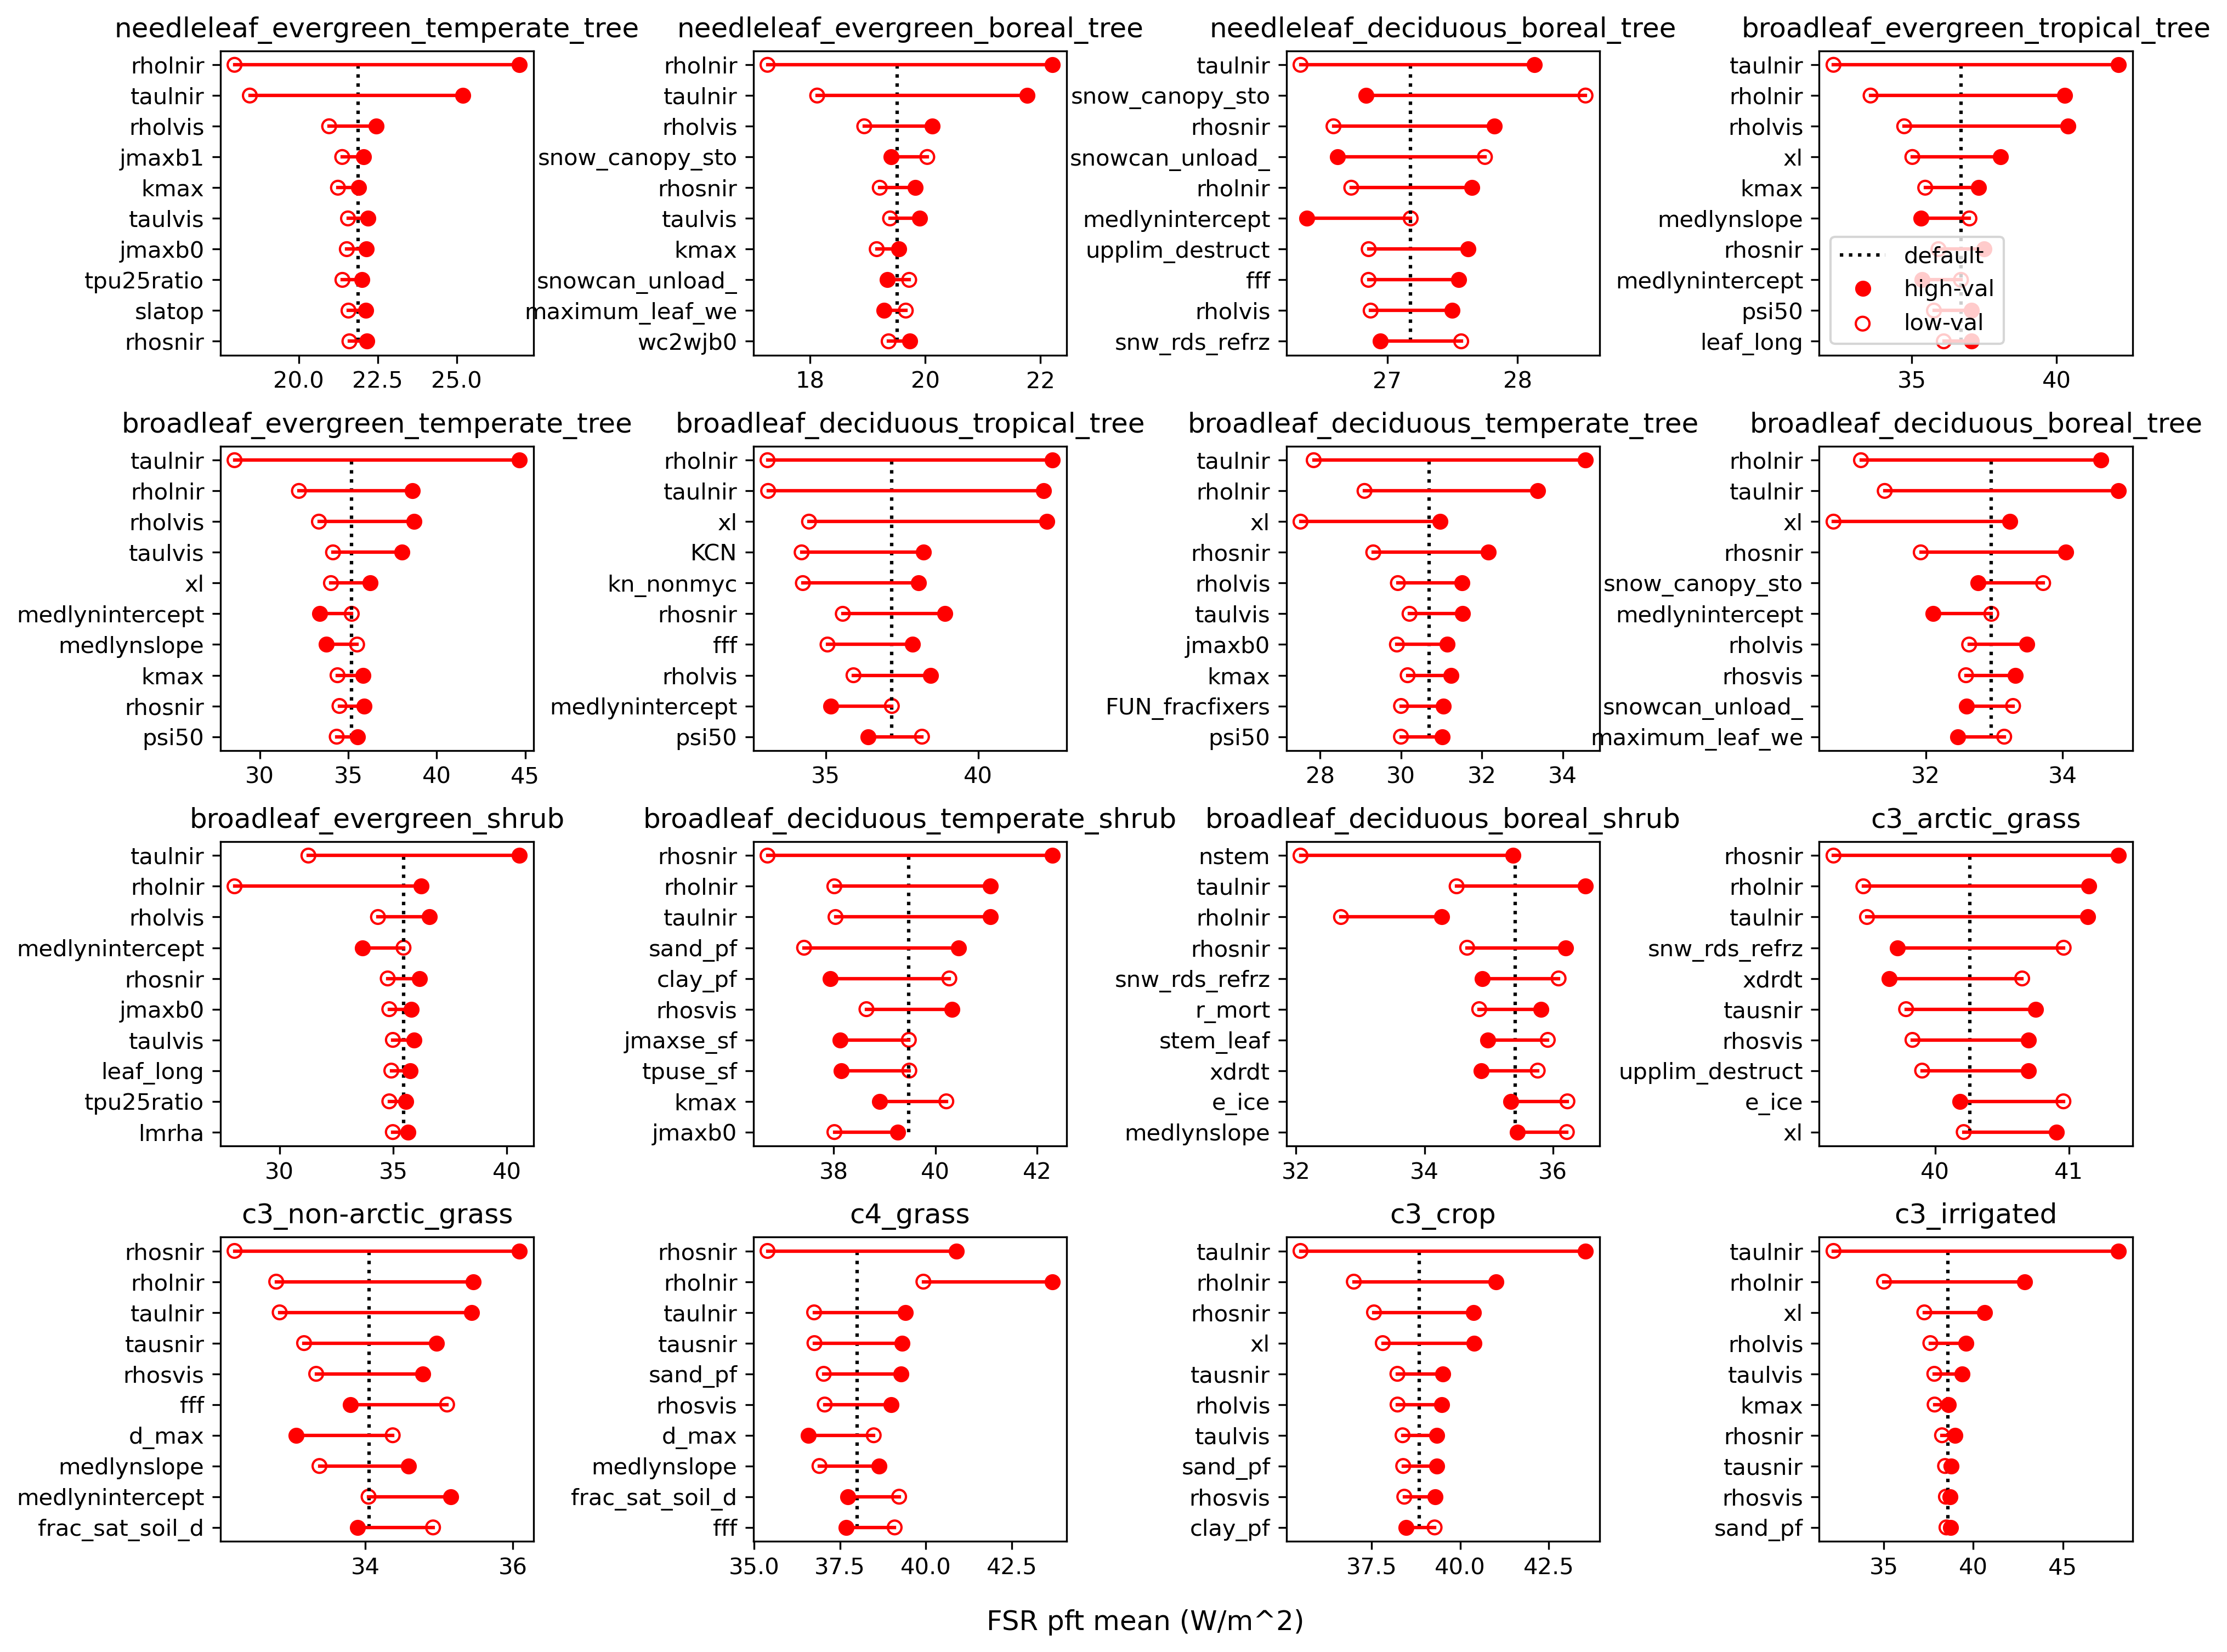 needleleaf_evergreen_temperate_tree
rholnir
taulnir
rholvis
jmaxb1
kmax
taulvis
jmaxb0
tpu25ratio
slatop
rhosnir
20.0 22.5 25.0
needleleaf_evergreen_boreal_tree
rholnir
taulnir
rholvis
snow_canopy_sto
rhosnir
taulvis
kmax
snowcan_unload_
maximum_leaf_we
wc2wjb0
18 20 22
needleleaf_deciduous_boreal_tree
taulnir
snow_canopy_sto
rhosnir
snowcan_unload_
rholnir
medlynintercept
upplim_destruct
fff
rholvis
snw_rds_refrz
27 28
broadleaf_evergreen_tropical_tree
taulnir
rholnir
rholvis
xl
kmax
medlynslope
rhosnir
medlynintercept
psi50
leaf_long
default
high-val
low-val
35 40
broadleaf_evergreen_temperate_tree
taulnir
rholnir
rholvis
taulvis
xl
medlynintercept
medlynslope
kmax
rhosnir
psi50
30 35 40 45
broadleaf_deciduous_tropical_tree
rholnir
taulnir
xl
KCN
kn_nonmyc
rhosnir
fff
rholvis
medlynintercept
psi50
35 40
broadleaf_deciduous_temperate_tree
taulnir
rholnir
xl
rhosnir
rholvis
taulvis
jmaxb0
kmax
FUN_fracfixers
psi50
28 30 32 34
broadleaf_deciduous_boreal_tree
rholnir
taulnir
xl
rhosnir
snow_canopy_sto
medlynintercept
rholvis
rhosvis
snowcan_unload_
maximum_leaf_we
32 34
broadleaf_evergreen_shrub
taulnir
rholnir
rholvis
medlynintercept
rhosnir
jmaxb0
taulvis
leaf_long
tpu25ratio
lmrha
30 35 40
broadleaf_deciduous_temperate_shrub
rhosnir
rholnir
taulnir
sand_pf
clay_pf
rhosvis
jmaxse_sf
tpuse_sf
kmax
jmaxb0
38 40 42
broadleaf_deciduous_boreal_shrub
nstem
taulnir
rholnir
rhosnir
snw_rds_refrz
r_mort
stem_leaf
xdrdt
e_ice
medlynslope
32 34 36
c3_arctic_grass
rhosnir
rholnir
taulnir
snw_rds_refrz
xdrdt
tausnir
rhosvis
upplim_destruct
e_ice
xl
40 41
c3_non-arctic_grass
rhosnir
rholnir
taulnir
tausnir
rhosvis
fff
d_max
medlynslope
medlynintercept
frac_sat_soil_d
34 36
c4_grass
rhosnir
rholnir
taulnir
tausnir
sand_pf
rhosvis
d_max
medlynslope
frac_sat_soil_d
fff
35.0 37.5 40.0 42.5
c3_crop
taulnir
rholnir
rhosnir
xl
tausnir
rholvis
taulvis
sand_pf
rhosvis
clay_pf
37.5 40.0 42.5
c3_irrigated
taulnir
rholnir
xl
rholvis
taulvis
kmax
rhosnir
tausnir
rhosvis
sand_pf
35 40 45
FSR pft mean (W/m^2)